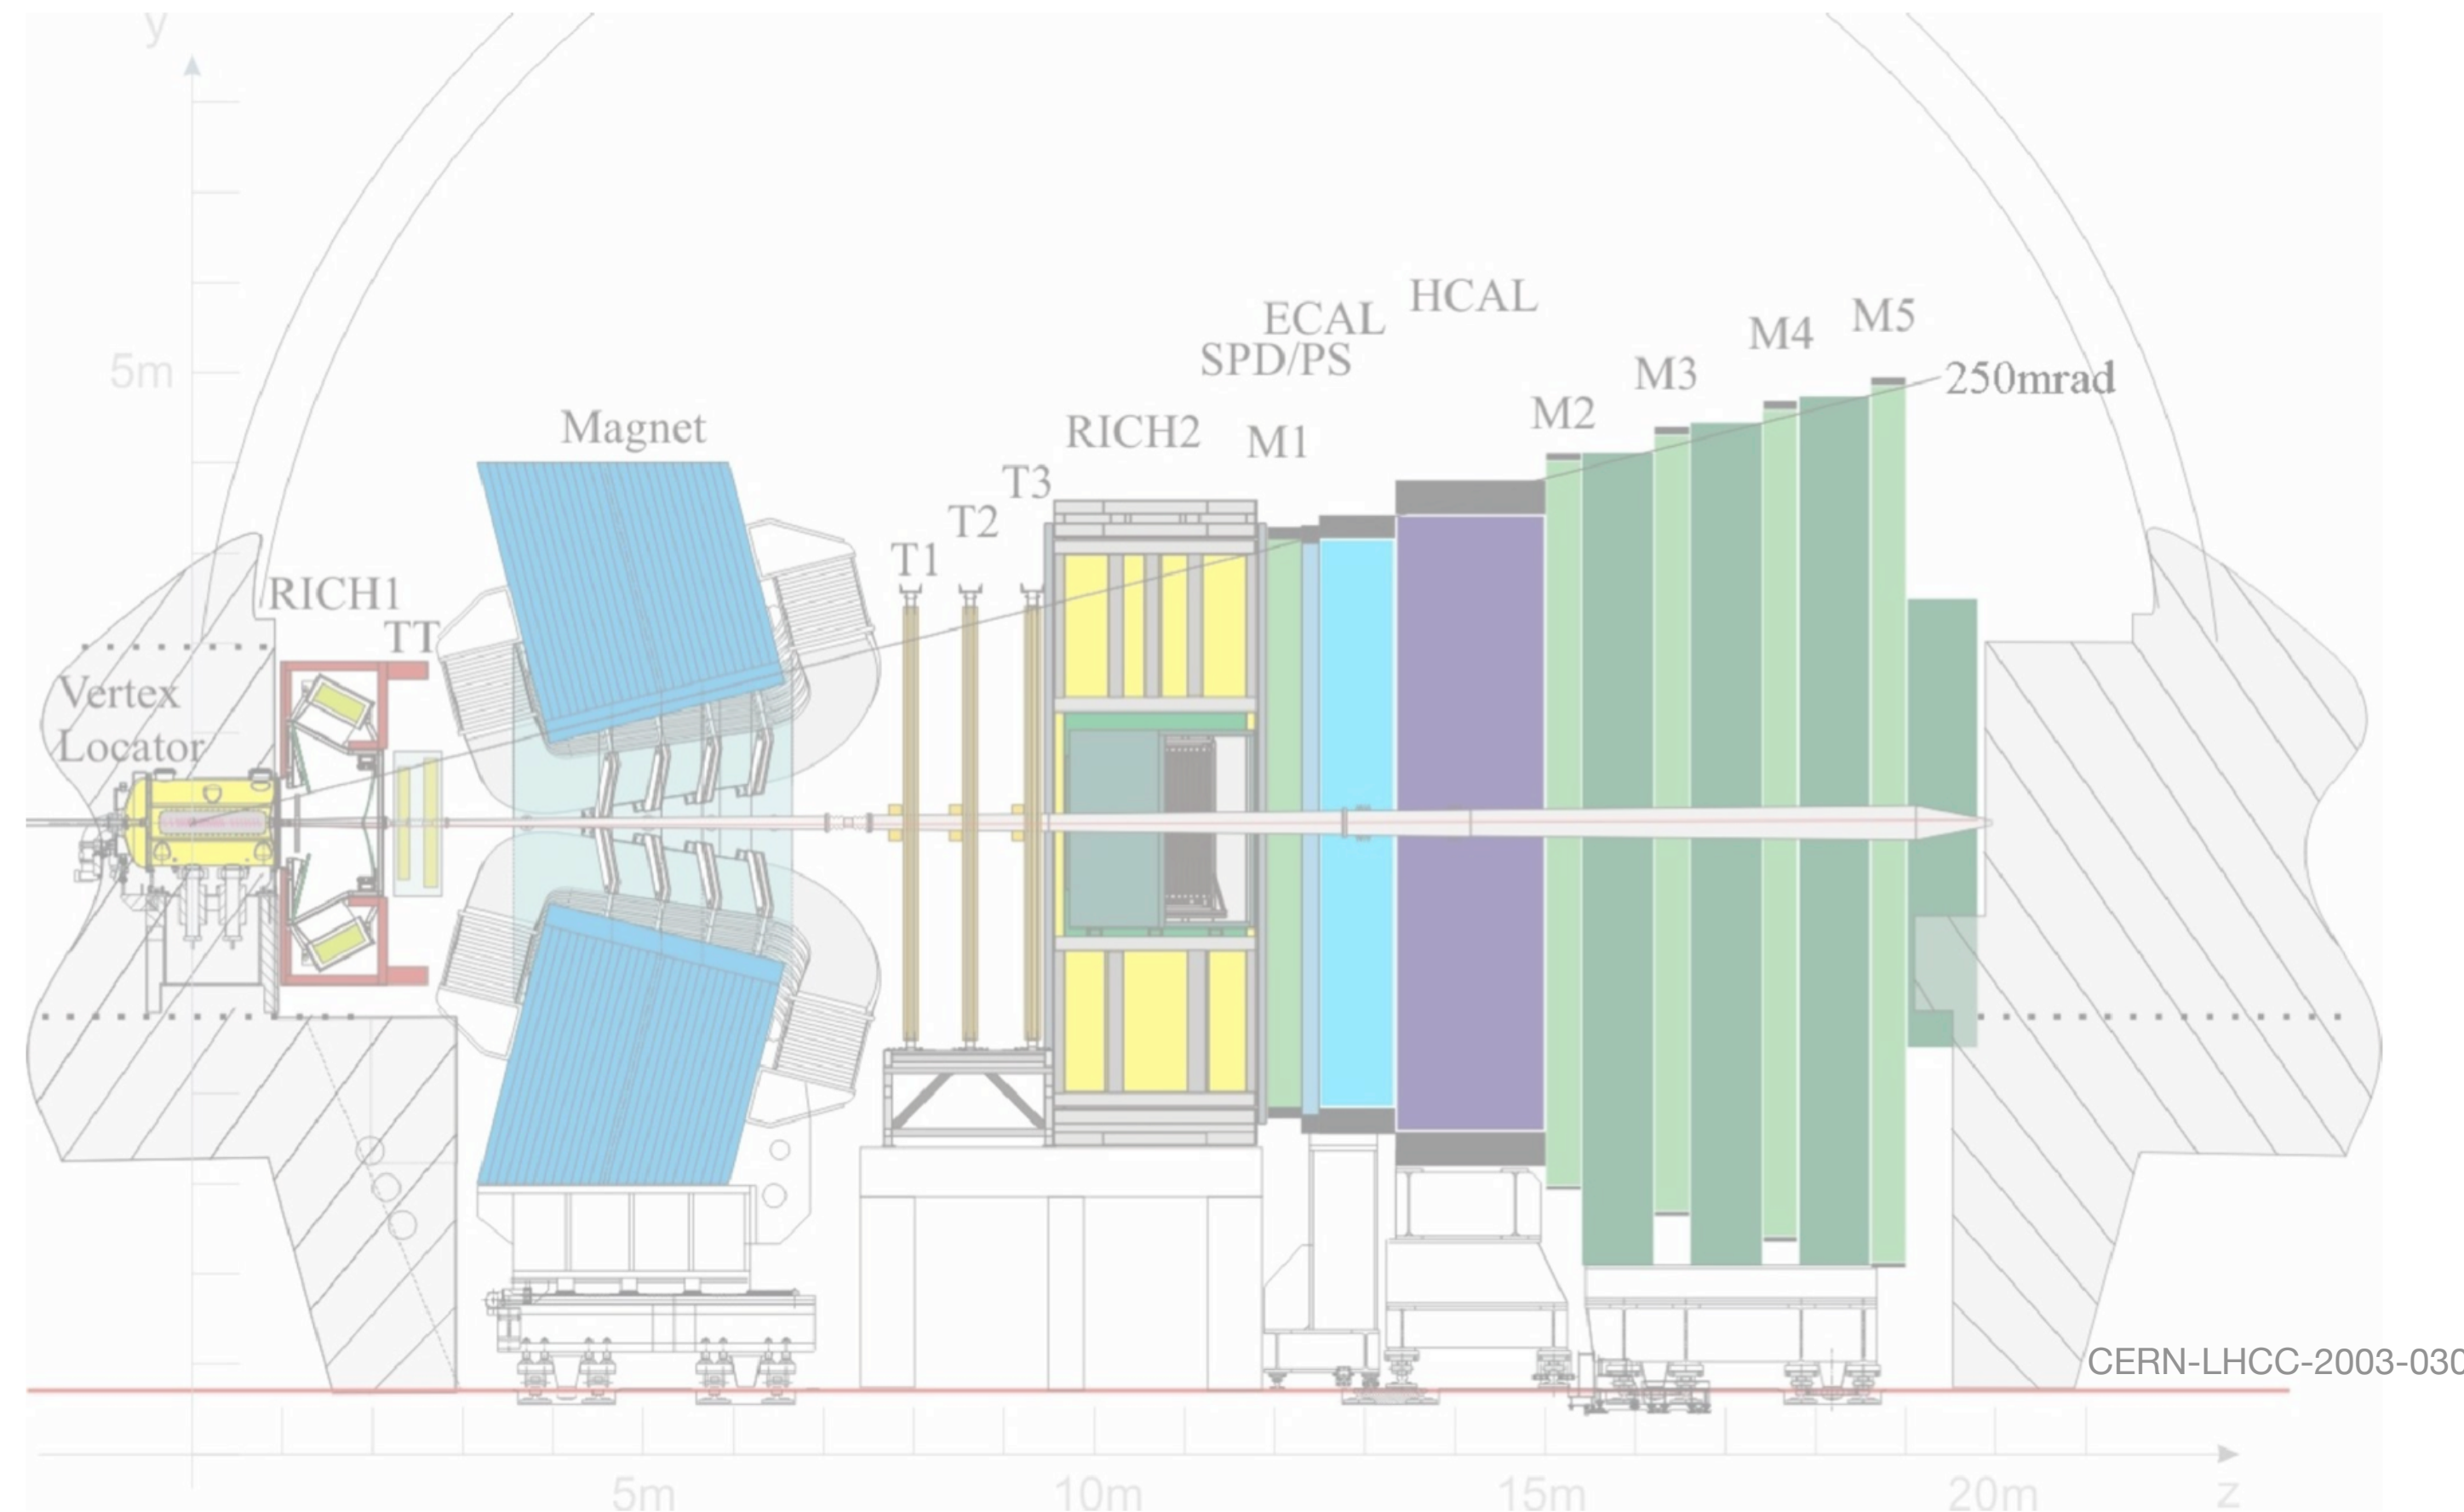 y
HCAL
ECAL
M5
SPD/PS
M4
5m
M3
250mrad
M2
Magnet
RICH2
M1
T3
T2
T1
RICH1
TT
Vertex
Locator
CERN-LHCC-2003-030
5m
10m
15m
20m
z